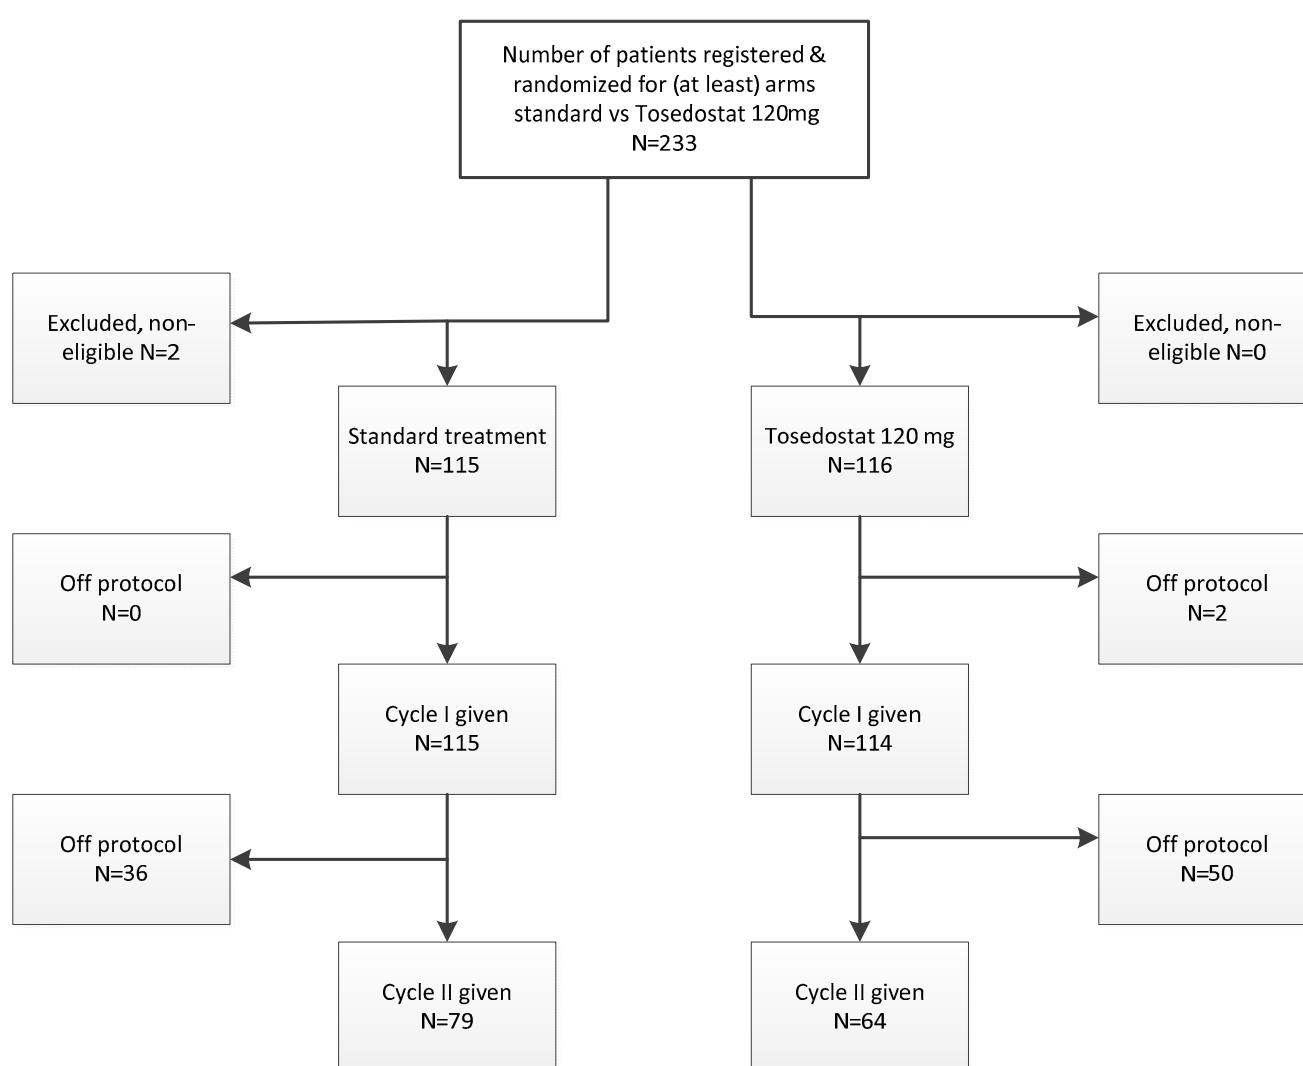 Number of patients registered &
randomized for (at least) arms
standard vs Tosedostat 120mg
N=233
Excluded, non-
eligible N=2
Excluded, non-
eligible N=0
Standard treatment
N=115
Tosedostat 120 mg
N=116
Off protocol
N=0
Off protocol
N=2
Cycle I given
N=115
Cycle I given
N=114
Off protocol
N=36
Off protocol
N=50
Cycle II given
N=79
Cycle II given
N=64